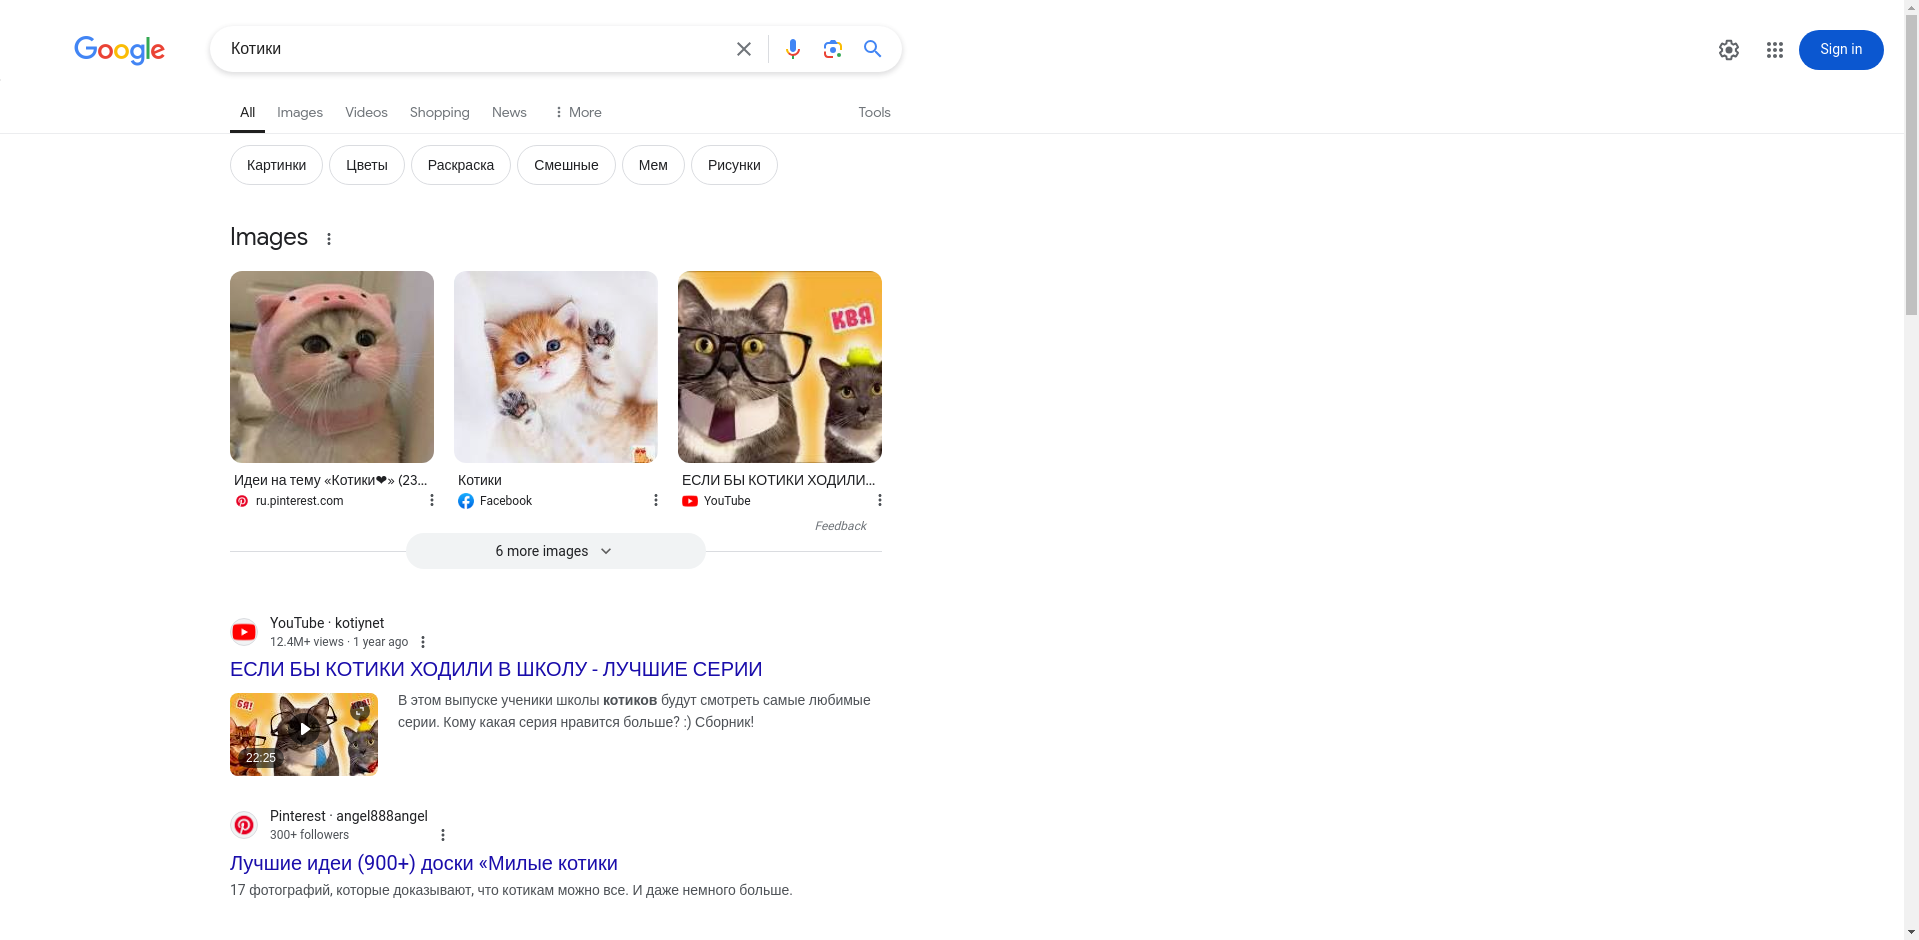 Google
Котики
Sign in
All
Images
Videos
Shopping
News
More
Tools
Картинки
Цветы
Раскраска
Смешные
Мем
Рисунки
Images
КВЯ
Идеи на тему «Котики❤» (23...
ru.pinterest.com
Котики
Facebook
ЕСЛИ БЫ КОТИКИ ХОДИЛИ...
YouTube
Feedback
6 more images
YouTube · kotiynet
12.4M+ views · 1 year ago
ЕСЛИ БЫ КОТИКИ ХОДИЛИ В ШКОЛУ - ЛУЧШИЕ СЕРИИ
БЯ!
22:25
В этом выпуске ученики школы котиков будут смотреть самые любимые
серии. Кому какая серия нравится больше? :) Сборник!
Pinterest · angel888angel
300+ followers
Лучшие идеи (900+) доски «Милые котики
17 фотографий, которые доказывают, что котикам можно все. И даже немного больше.